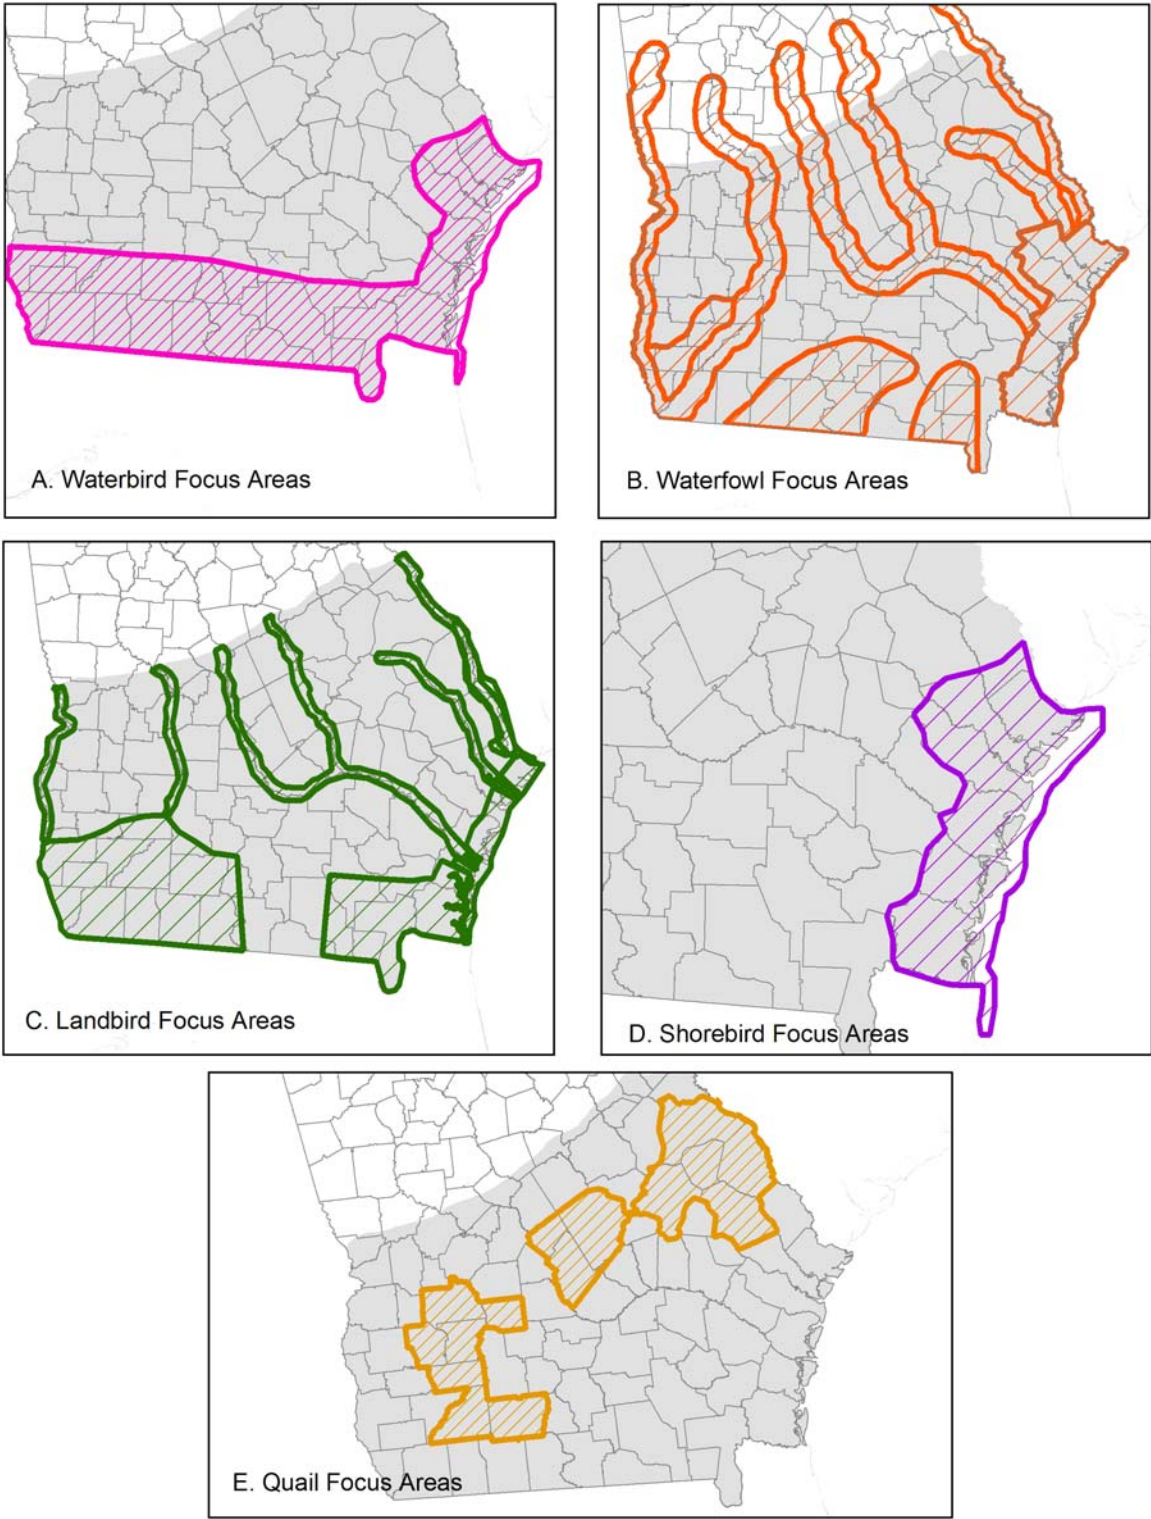 A. Waterbird Focus Areas
B. Waterfowl Focus Areas
C. Landbird Focus Areas
D. Shorebird Focus Areas
E. Quail Focus Areas